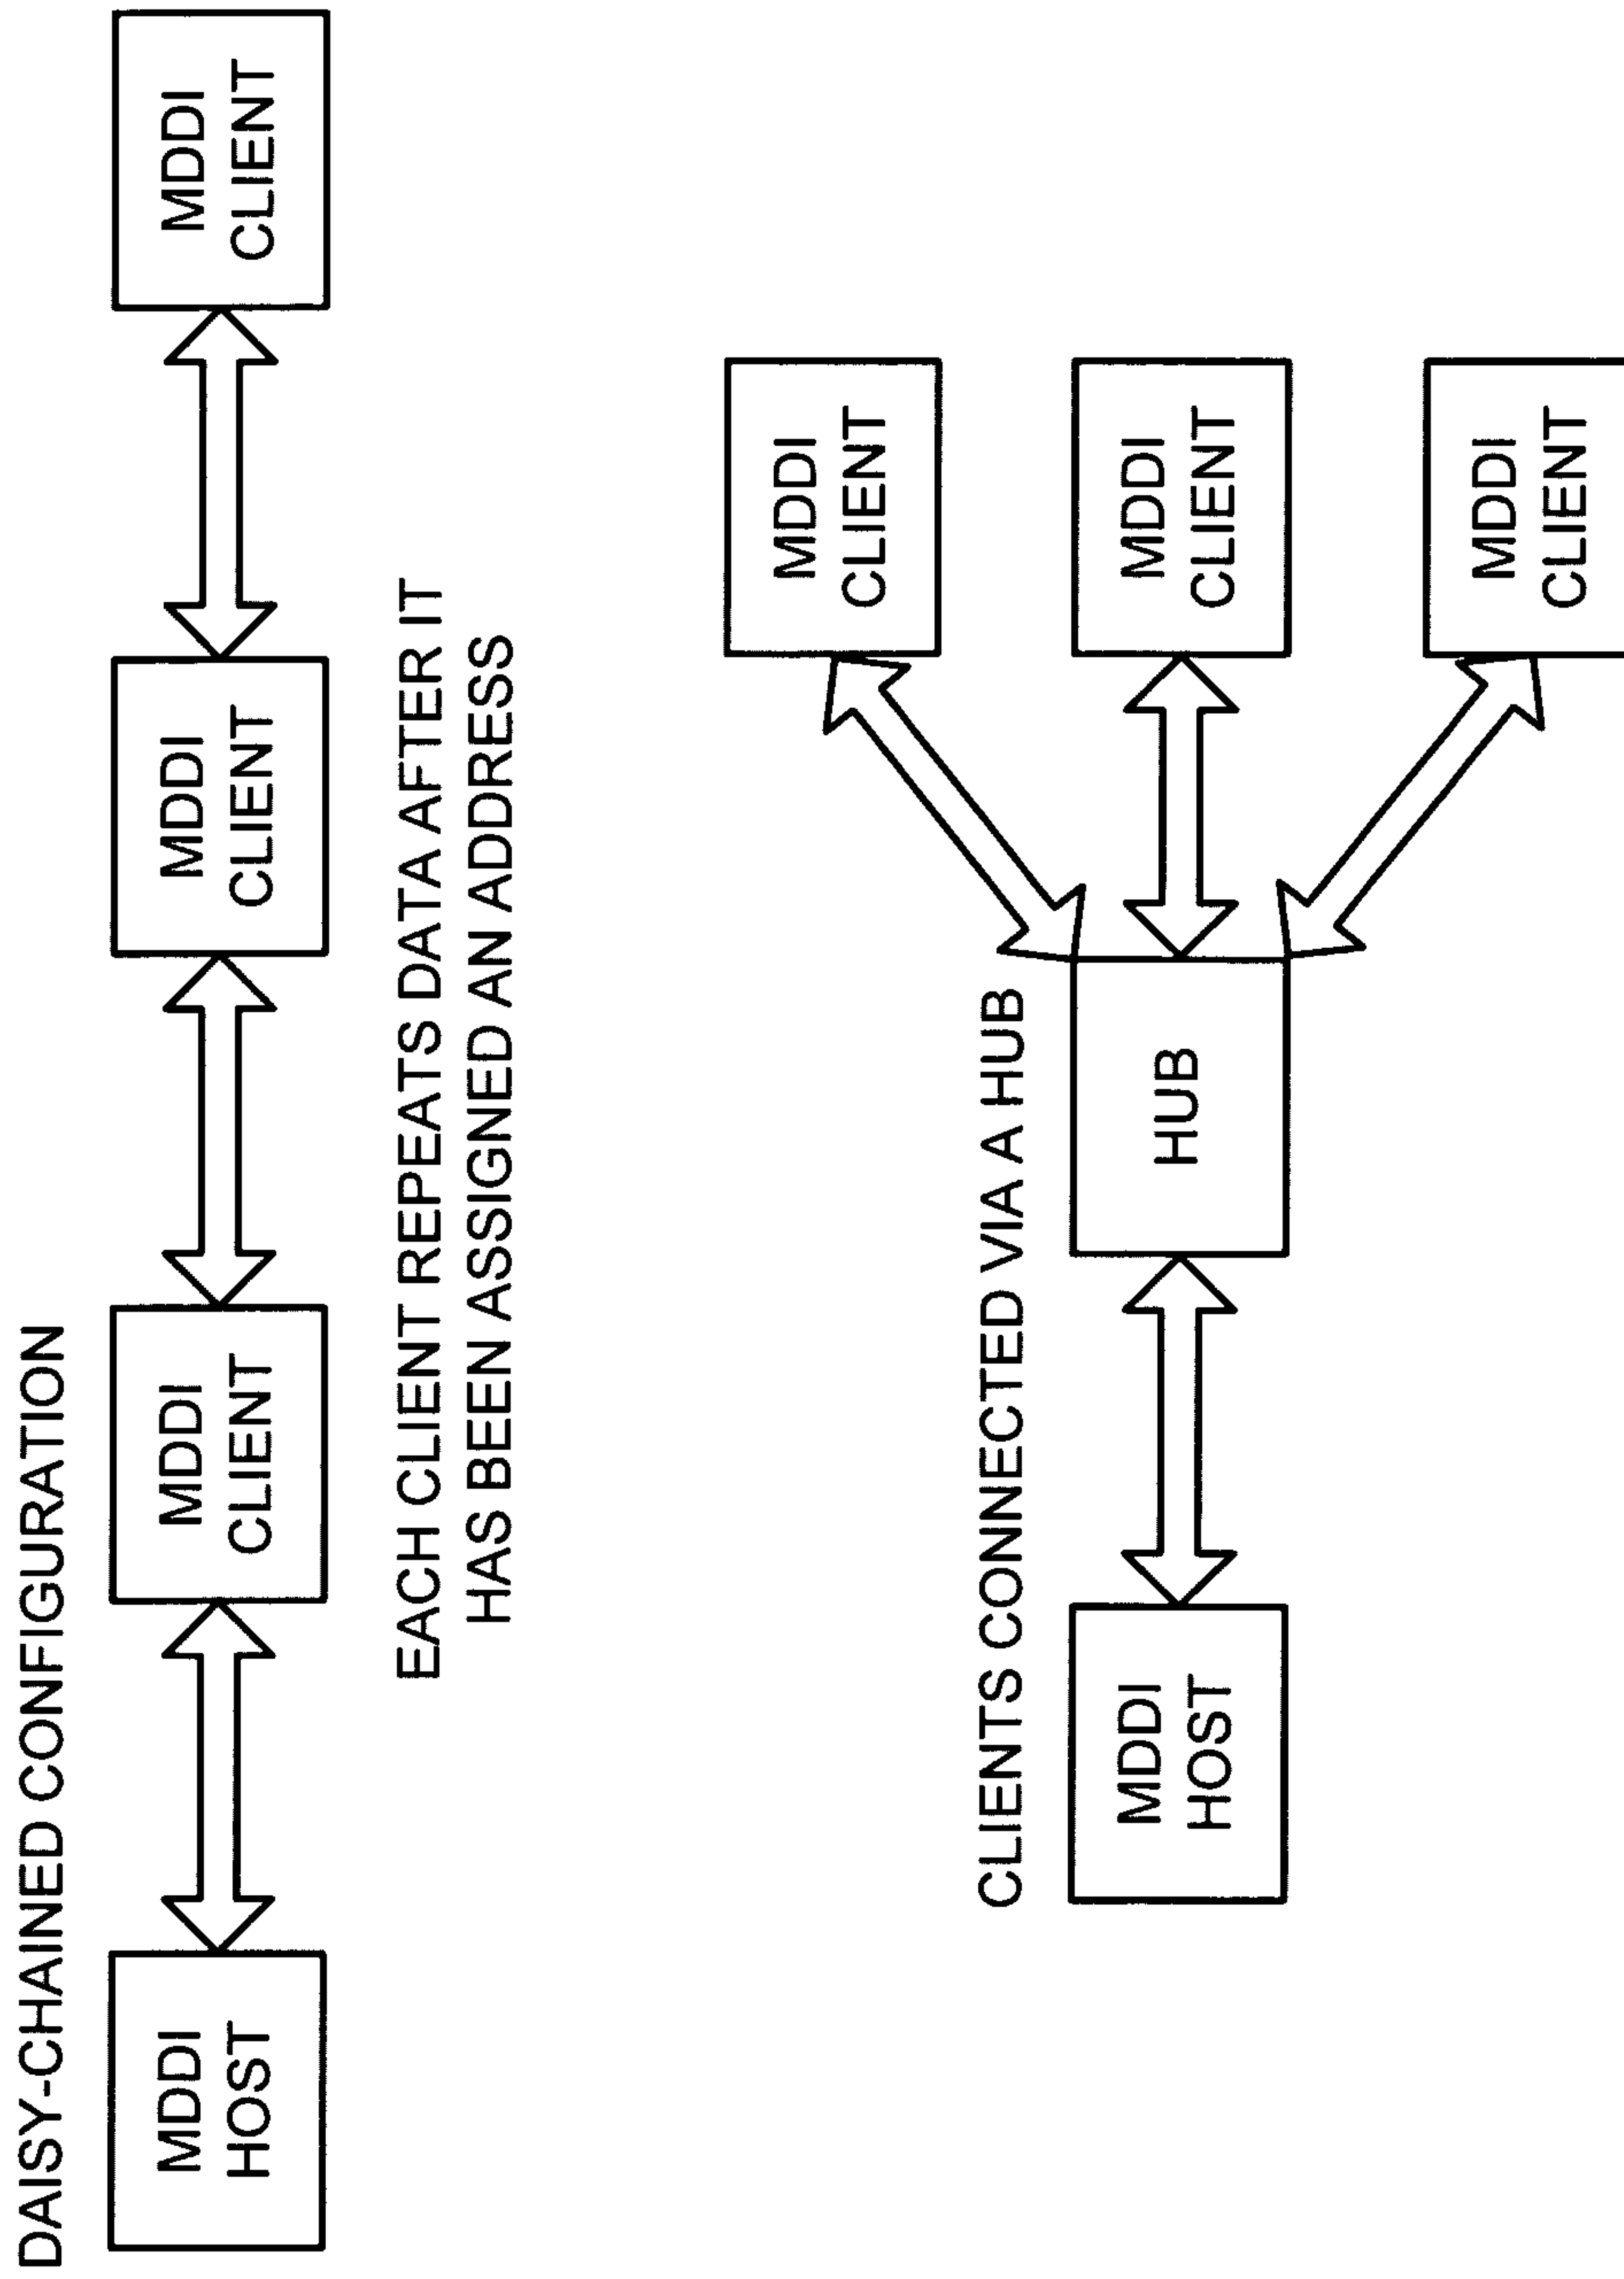 DAISY-CHAINED CONFIGURATION
MDDI
HOST
MDDI
CLIENT
MDDI
CLIENT
MDDI
CLIENT
EACH CLIENT REPEATS DATA AFTER IT
HAS BEEN ASSIGNED AN ADDRESS
CLIENTS CONNECTED VIA A HUB
MDDI
HOST
HUB
MDDI
CLIENT
MDDI
CLIENT
MDDI
CLIENT